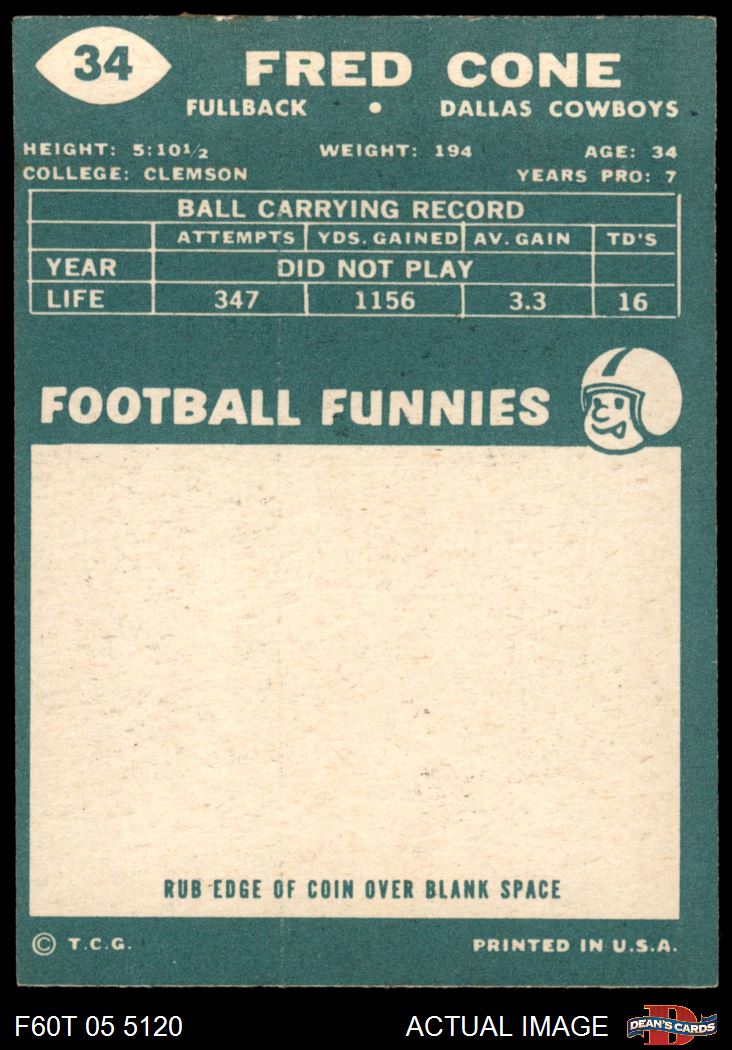 34
FRED CONE
FULLBACK • DALLAS COWBOYS
HEIGHT: 5:10½ WEIGHT: 194 AGE: 34
COLLEGE: CLEMSON YEARS PRO: 7
BALL CARRYING RECORD
ATTEMPTS YDS. GAINED AV. GAIN TD'S
YEAR DID NOT PLAY
LIFE 347 1156 3.3 16
FOOTBALL FUNNIES
RUB EDGE OF COIN OVER BLANK SPACE
© T.C.G. PRINTED IN U.S.A.
F60T 05 5120 ACTUAL IMAGE D DEAN'S CARDS